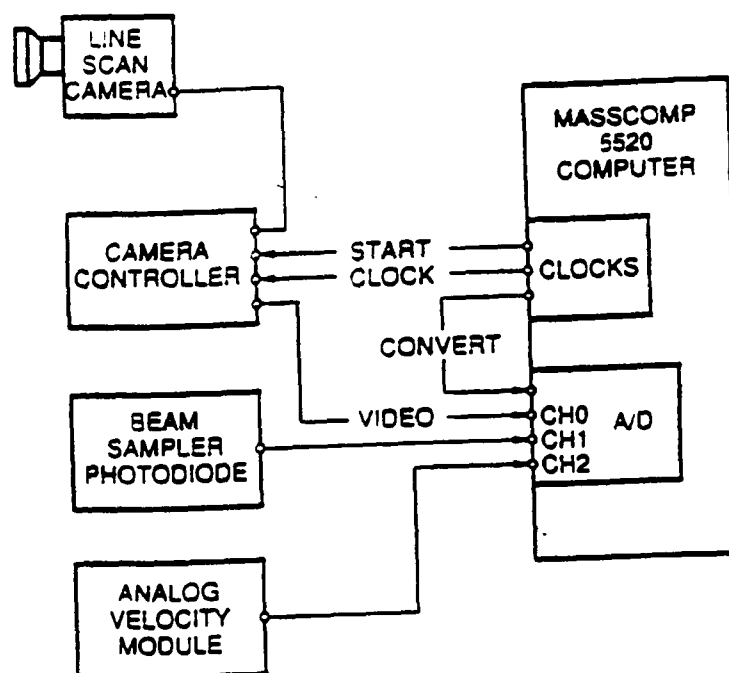 LINE
SCAN
CAMERA
MASSCOMP
5520
COMPUTER
CAMERA
CONTROLLER
START
CLOCK
CLOCKS
CONVERT
VIDEO
CH0
A/D
CH1
CH2
BEAM
SAMPLER
PHOTODIODE
ANALOG
VELOCITY
MODULE